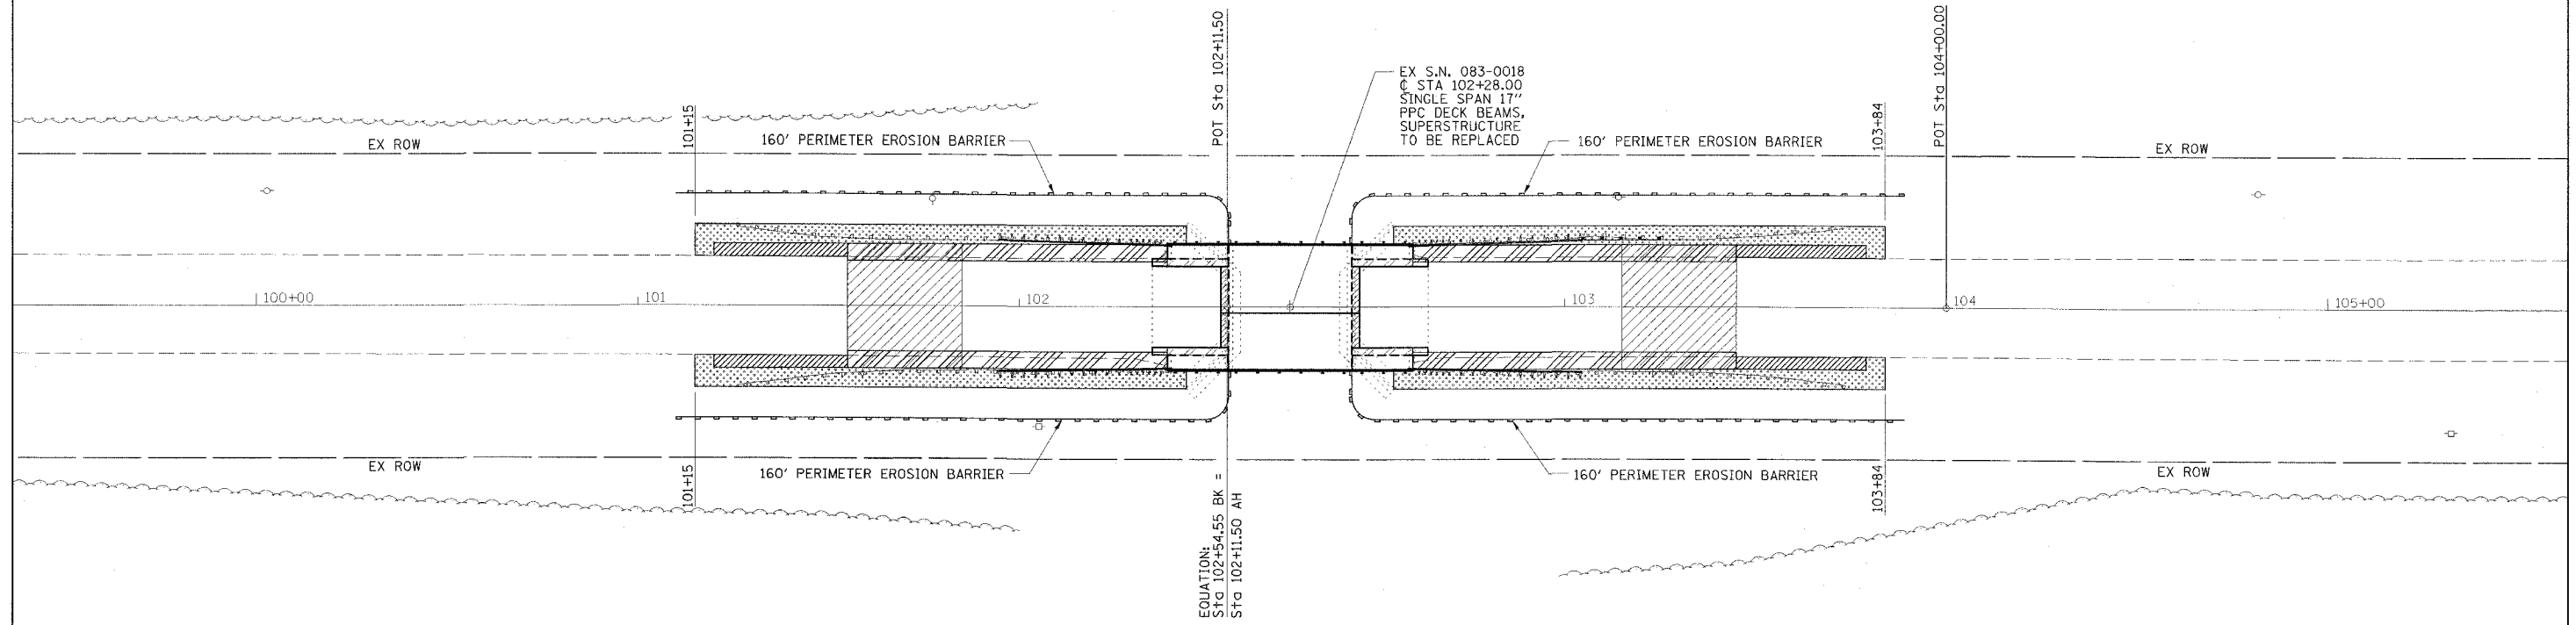 POT Sta 102+11.50
POT Sta 104+00.00
EX S.N. 083-0018
℄ STA 102+28.00
SINGLE SPAN 17"
PPC DECK BEAMS,
SUPERSTRUCTURE
TO BE REPLACED
101+15
103+84
EX ROW
160' PERIMETER EROSION BARRIER
160' PERIMETER EROSION BARRIER
EX ROW
100+00
101
102
103
104
105+00
EX ROW
160' PERIMETER EROSION BARRIER
160' PERIMETER EROSION BARRIER
EX ROW
101+15
103+84
EQUATION:
Sta 102+54.55 BK =
Sta 102+11.50 AH